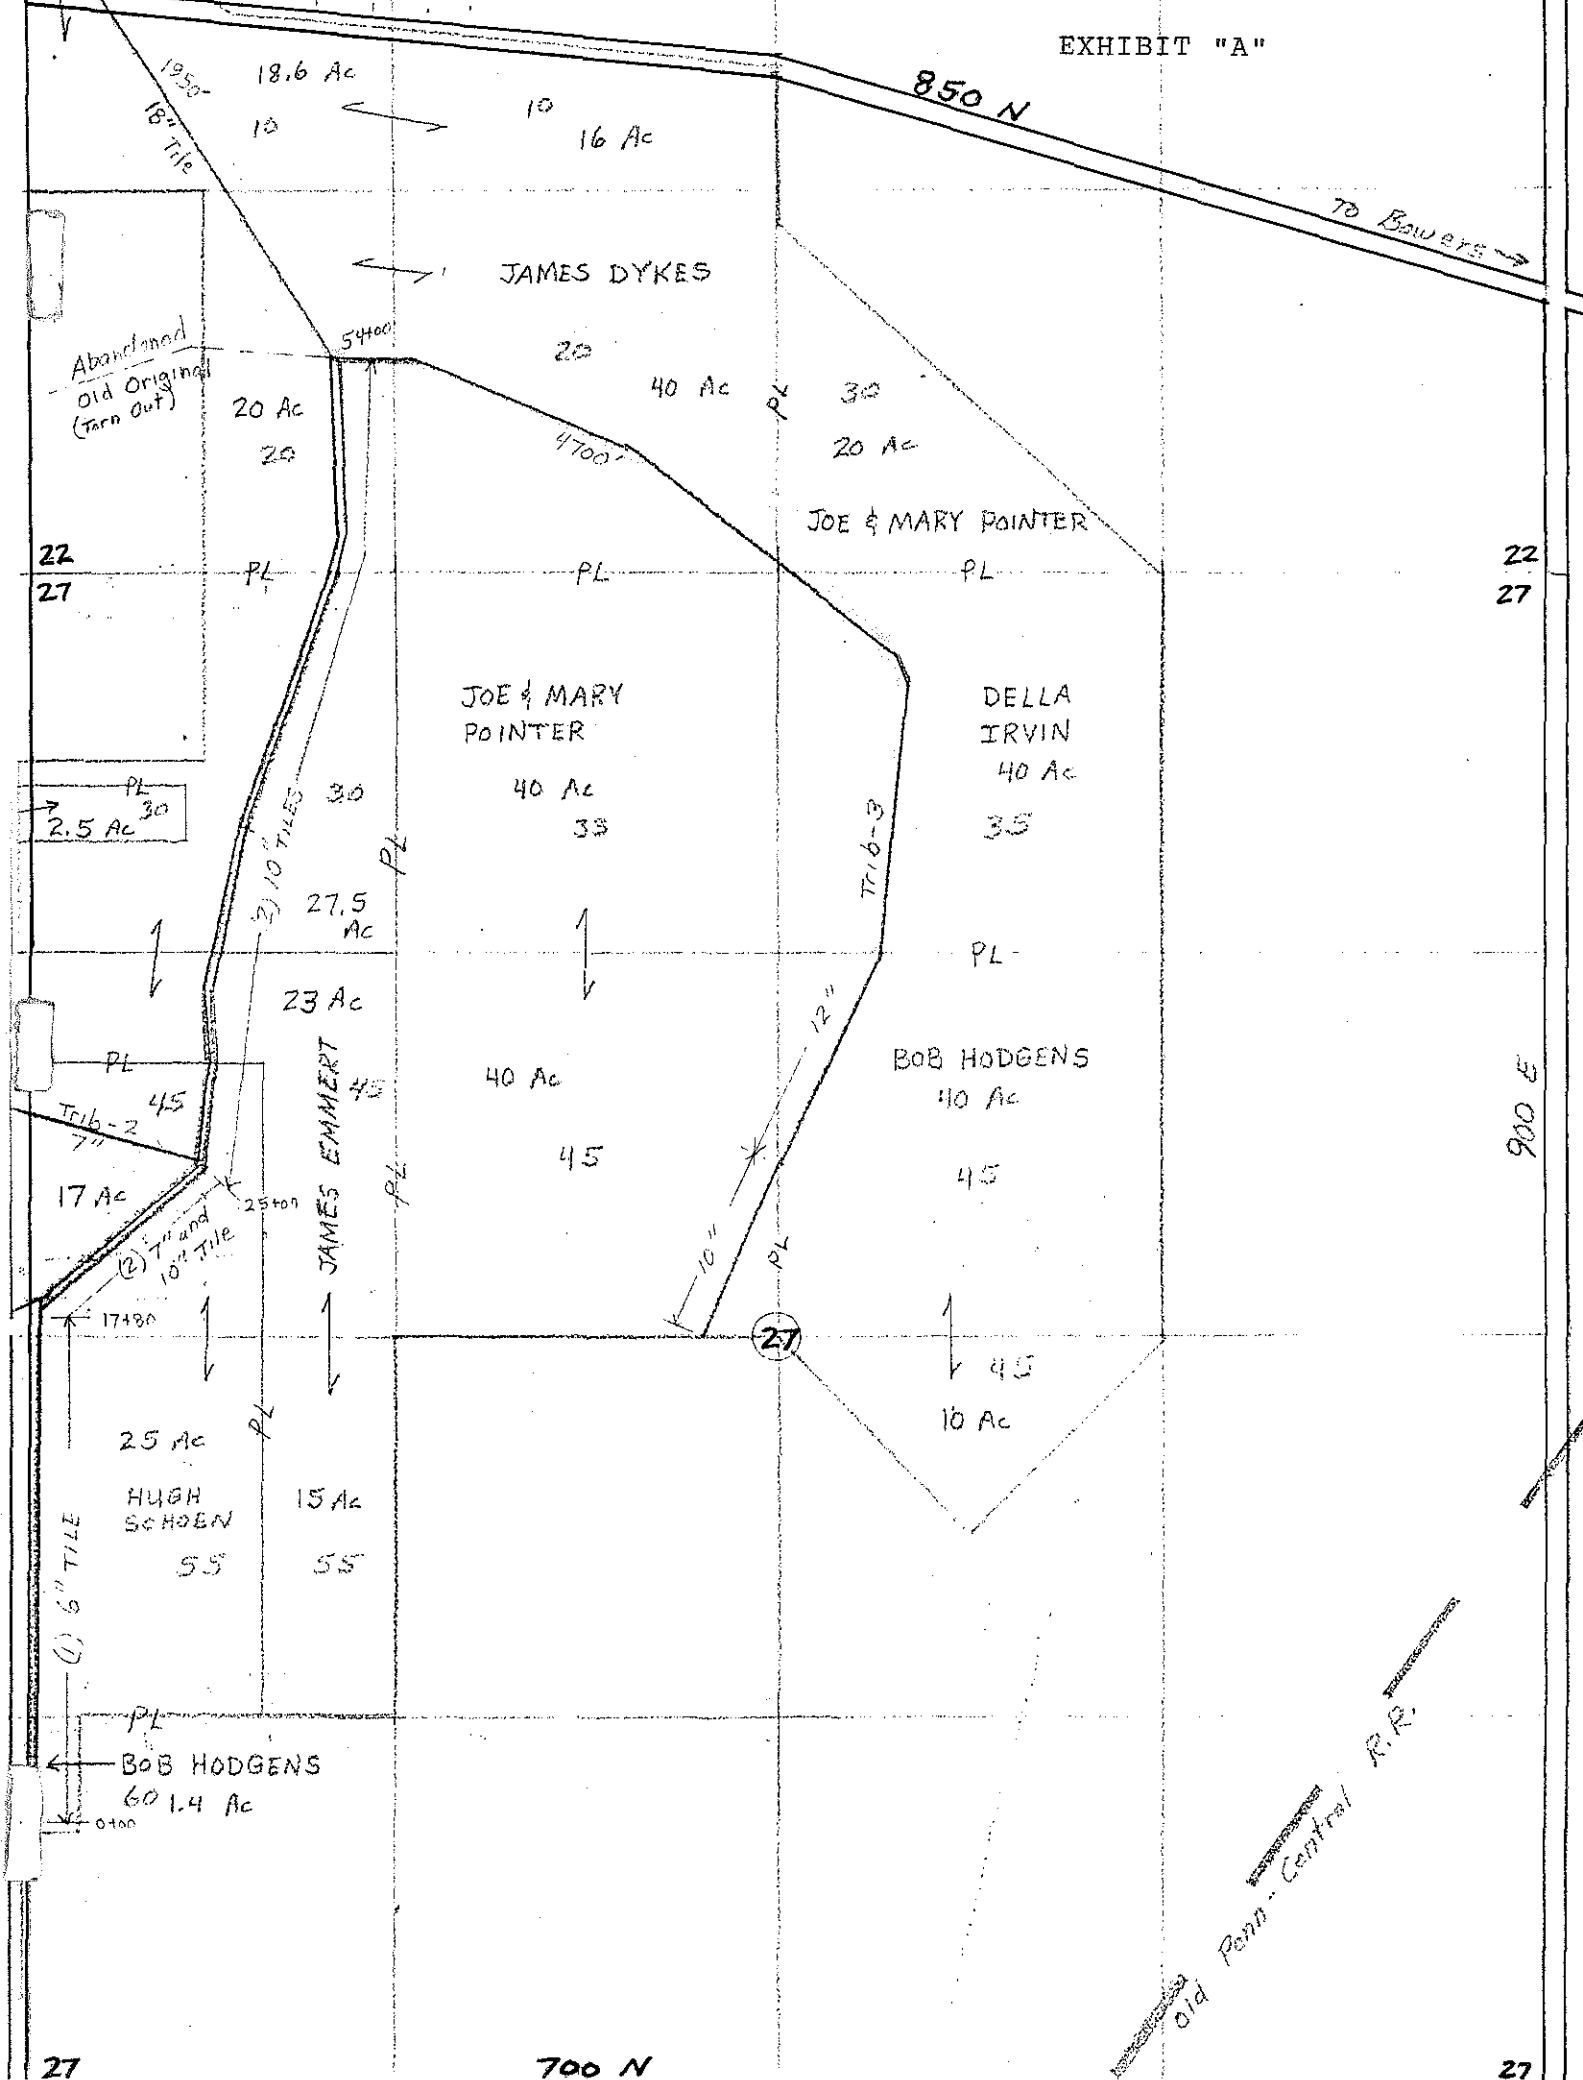 EXHIBIT "A"
850 N
18.6 Ac
1950-
18" Tile
10
10
16 Ac
To Bowers
JAMES DYKES
Abandoned
Old Original
(Torn Out)
54+00
20
40 Ac
PL
30
20 Ac
20 Ac
20
4700-
JOE & MARY POINTER
22
27
PL
PL
PL
22
27
JOE & MARY
POINTER
40 Ac
33
DELLA
IRVIN
40 Ac
35
PL
30
2.5 Ac
30
(2) 10" TILES
27.5
Ac
PL
Trib-3
PL
23 Ac
12"
BOB HODGENS
40 Ac
45
PL
45
Trib-2
7"
17 Ac
JAMES EMMERT
45
40 Ac
45
PL
900 E
25+00
(2) 7" and
10" Tile
10"
PL
17+80
27
45
10 Ac
25 Ac
PL
HUGH
SCHOEN
55
15 Ac
55
(1) 6" TILE
PL
BOB HODGENS
60 1.4 Ac
0+00
Old Penn-Central R.R.
27
700 N
27